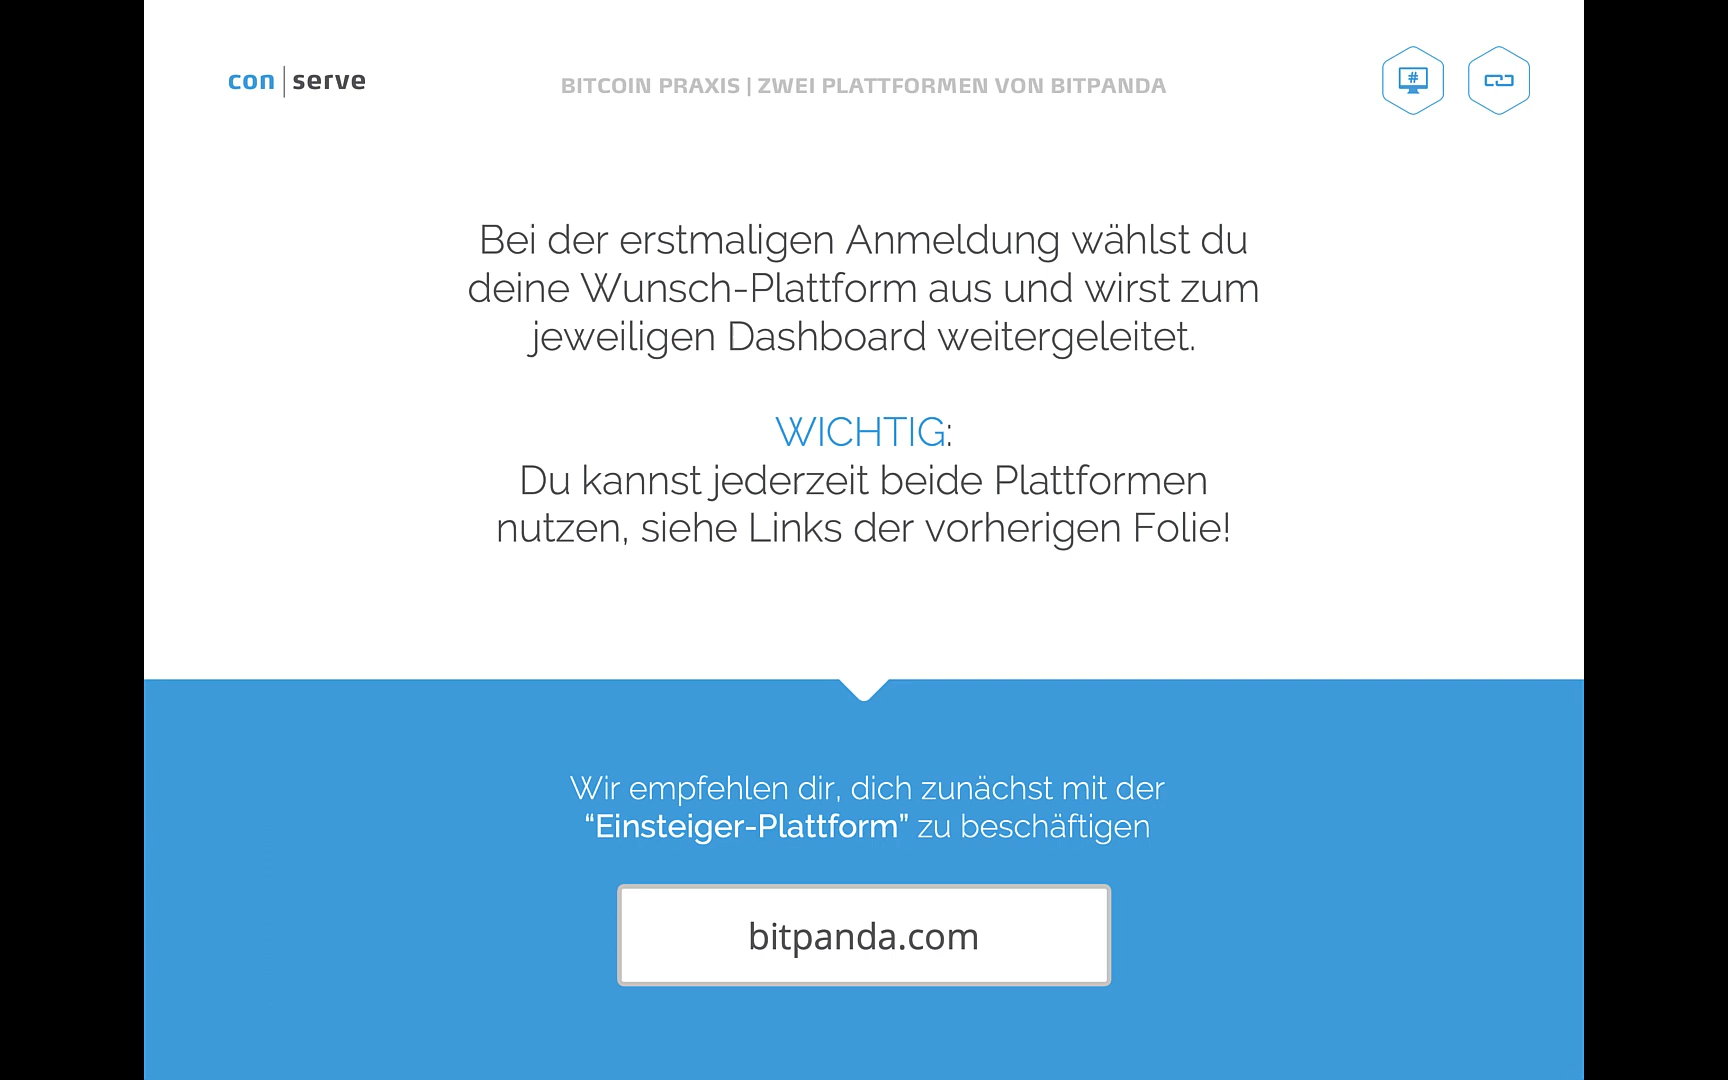 con | serve
BITCOIN PRAXIS | ZWEI PLATTFORMEN VON BITPANDA
#
Bei der erstmaligen Anmeldung wählst du
deine Wunsch-Plattform aus und wirst zum
jeweiligen Dashboard weitergeleitet.
WICHTIG:
Du kannst jederzeit beide Plattformen
nutzen, siehe Links der vorherigen Folie!
Wir empfehlen dir, dich zunächst mit der
“Einsteiger-Plattform” zu beschäftigen
bitpanda.com